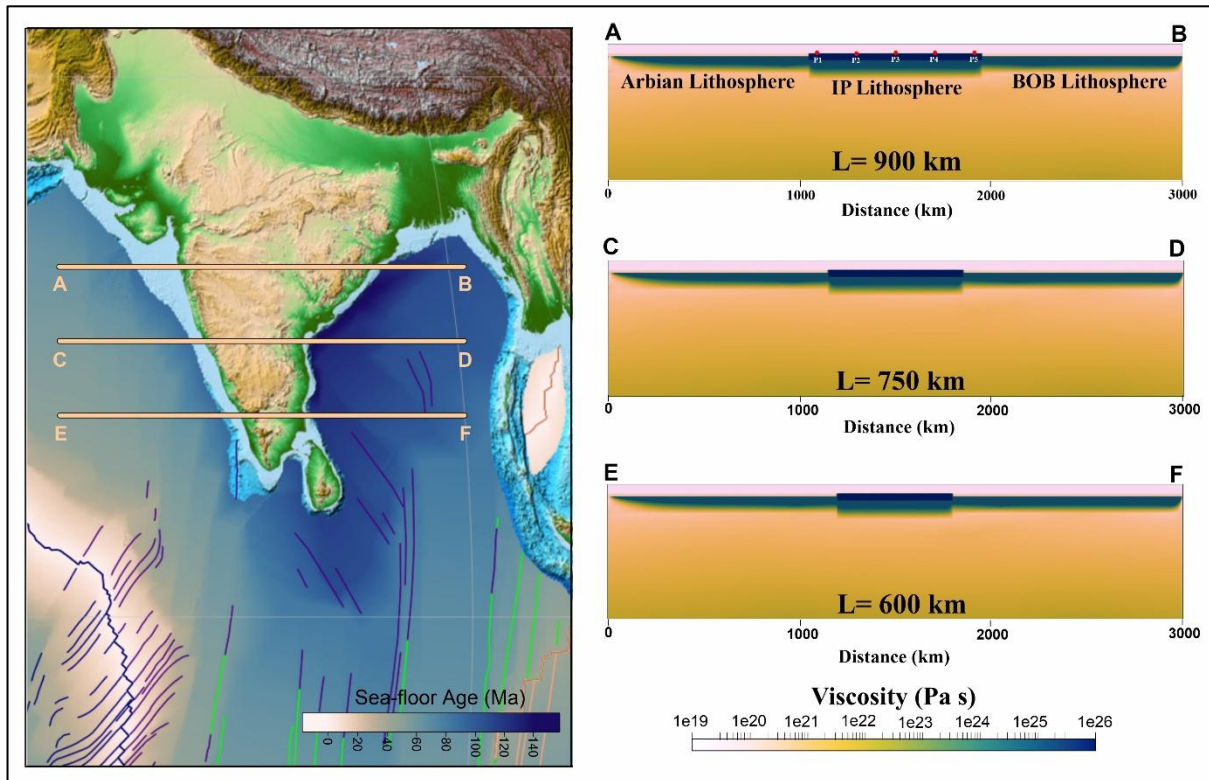 A
B
C
D
E
F
Sea-floor Age (Ma)
0 20 40 60 80 100 120 140
A B
P1 P2 P3 P4 P5
Arbian Lithosphere IP Lithosphere BOB Lithosphere
L= 900 km
0 1000 2000 3000
Distance (km)
C D
L= 750 km
0 1000 2000 3000
Distance (km)
E F
L= 600 km
0 1000 2000 3000
Distance (km)
Viscosity (Pa s)
1e19 1e20 1e21 1e22 1e23 1e24 1e25 1e26